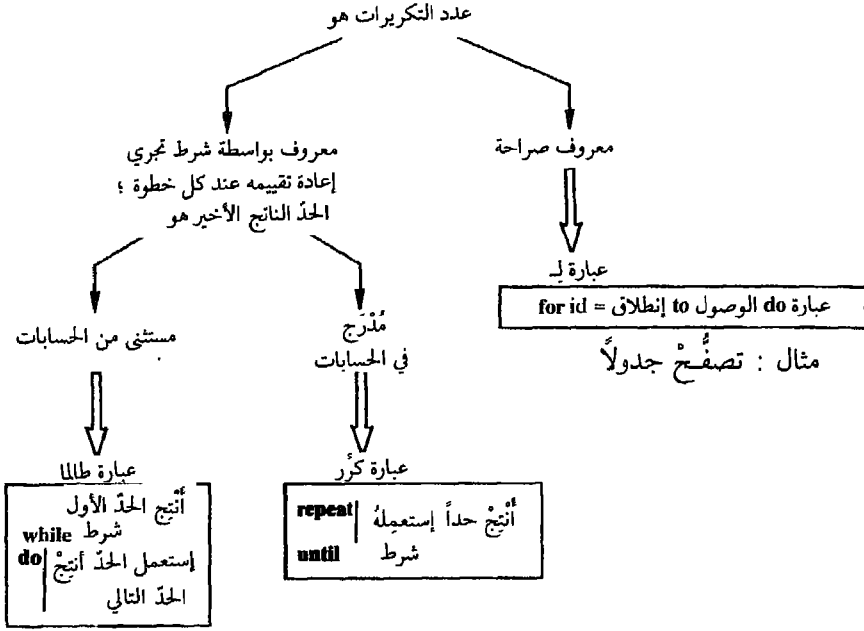 عدد التكريرات هو
معروف صراحة
عبارة لِـ
for id = إنطلاق to الوصول do عبارة
مثال : تصفُّحْ جدولاً
معروف بواسطة شرط تجري
إعادة تقييمه عند كل خطوة ؛
الحدّ الناتج الأخير هو
مُدْرَج
في الحسابات
عبارة كرِّر
repeat أَنْتِجْ حداً إستعمِلهُ
until شرط
مستثنى من الحسابات
عبارة طالما
أَنْتِج الحدّ الأول
while شرط
do إستعمل الحدّ أنتِجْ
الحدّ التالي